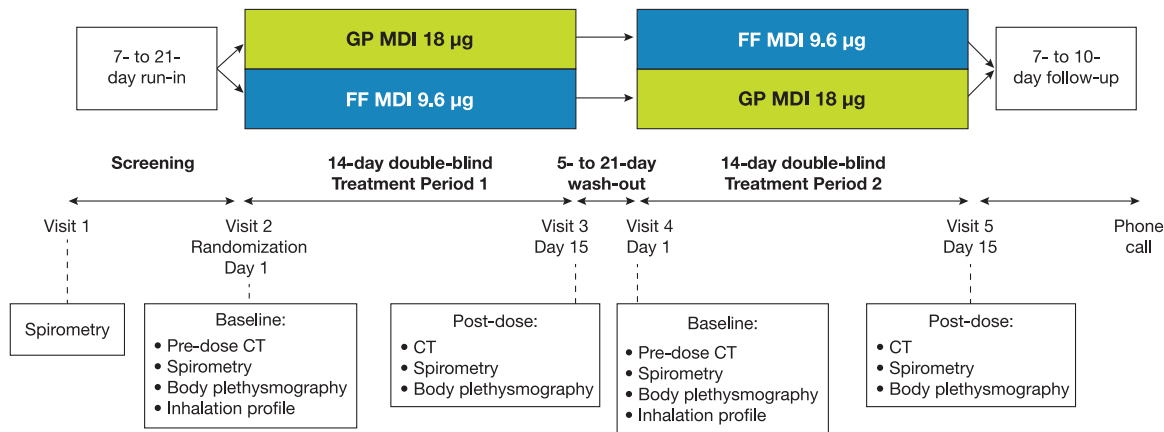 7- to 21-
day run-in
GP MDI 18 μg
FF MDI 9.6 μg
FF MDI 9.6 μg
GP MDI 18 μg
7- to 10-
day follow-up
Screening
14-day double-blind
Treatment Period 1
5- to 21-day
wash-out
14-day double-blind
Treatment Period 2
Visit 1
Visit 2
Randomization
Day 1
Visit 3
Day 15
Visit 4
Day 1
Visit 5
Day 15
Phone
call
Spirometry
Baseline:
• Pre-dose CT
• Spirometry
• Body plethysmography
• Inhalation profile
Post-dose:
• CT
• Spirometry
• Body plethysmography
Baseline:
• Pre-dose CT
• Spirometry
• Body plethysmography
• Inhalation profile
Post-dose:
• CT
• Spirometry
• Body plethysmography